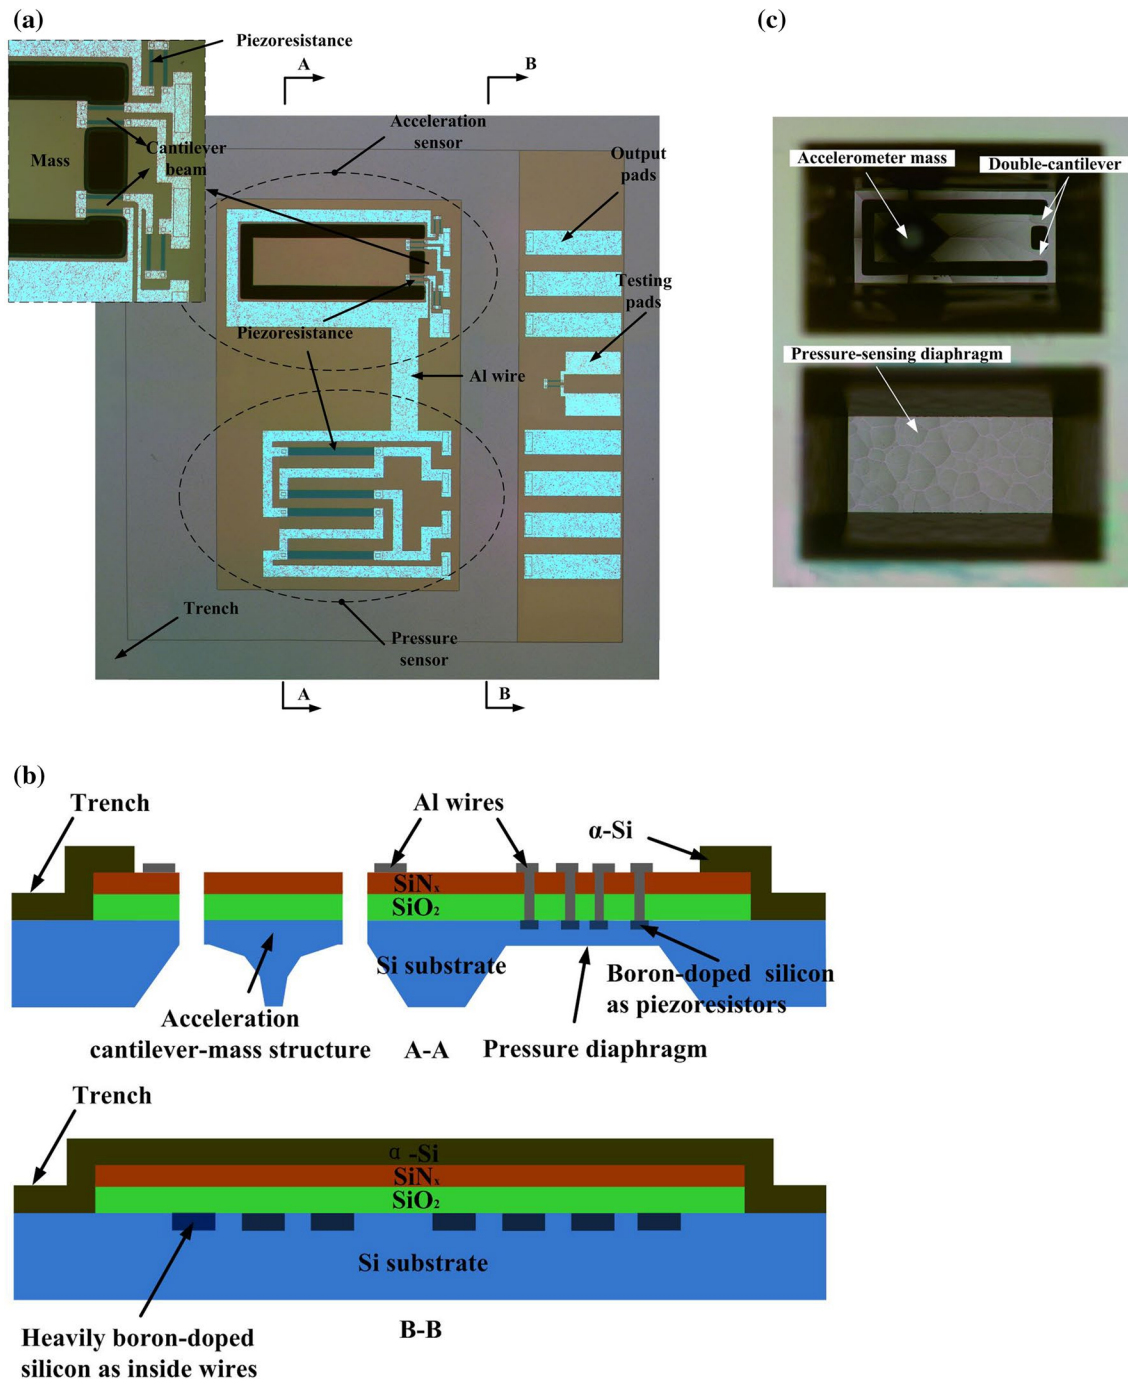 (a)
Piezoresistance
Mass
Cantilever
beam
A
B
Acceleration
sensor
Output
pads
Testing
pads
Piezoresistance
Al wire
Trench
Pressure
sensor
A
B
(c)
Accelerometer mass
Double-cantilever
Pressure-sensing diaphragm
(b)
Trench
Al wires
α-Si
SiNx
SiO2
Si substrate
Boron-doped silicon
as piezoresistors
Acceleration
cantilever-mass structure
A-A
Pressure diaphragm
Trench
α-Si
SiNx
SiO2
Si substrate
Heavily boron-doped
silicon as inside wires
B-B